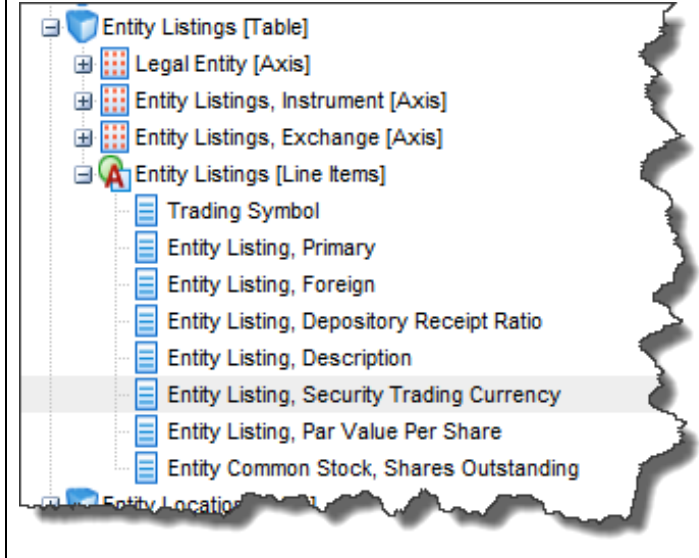 Entity Listings [Table]
Legal Entity [Axis]
Entity Listings, Instrument [Axis]
Entity Listings, Exchange [Axis]
Entity Listings [Line Items]
Trading Symbol
Entity Listing, Primary
Entity Listing, Foreign
Entity Listing, Depository Receipt Ratio
Entity Listing, Description
Entity Listing, Security Trading Currency
Entity Listing, Par Value Per Share
Entity Common Stock, Shares Outstanding
Entity Location